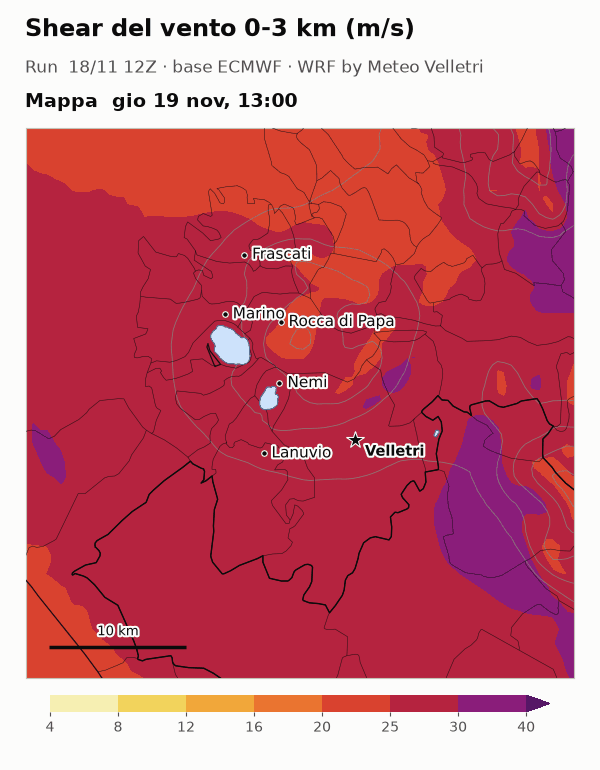 Shear del vento 0-3 km (m/s)
Run  18/11 12Z · base ECMWF · WRF by Meteo Velletri
Mappa  gio 19 nov, 13:00
Frascati
Marino
Rocca di Papa
Nemi
Velletri
Lanuvio
10 km
4 8 12 16 20 25 30 40